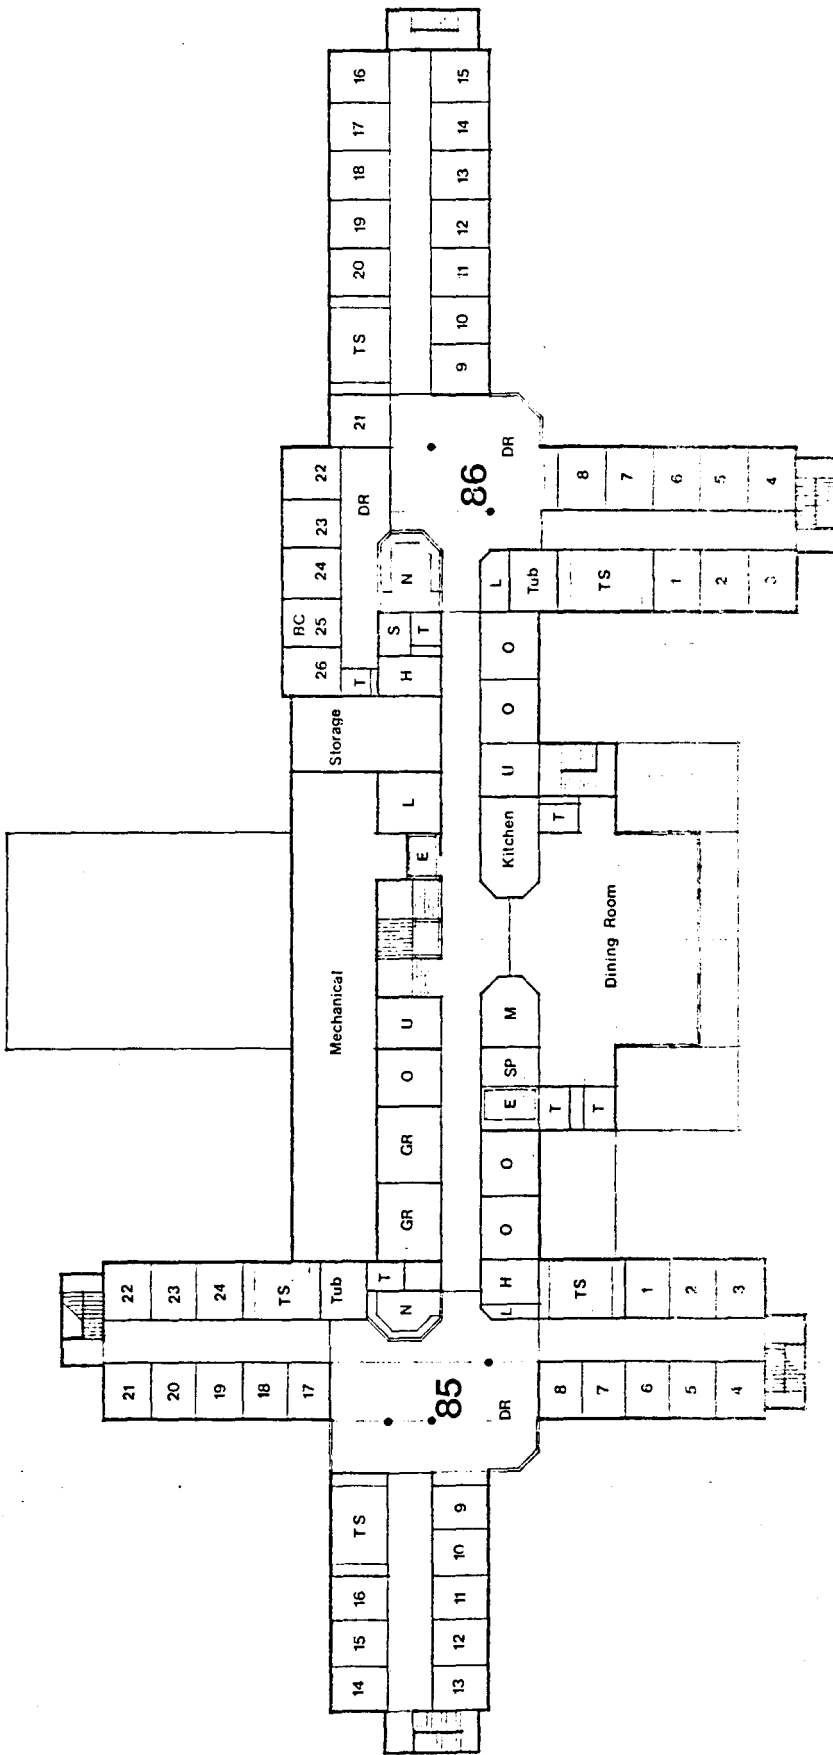 21 22
20 23
19 24
18 TS
RC
17 Tub 26 25 24 23 22
Mechanical Storage
14 15 16 TS T DR 21 TS 20 19 18 17 16
T S
N GR GR O U L H N
E T
85 86
13 12 11 10 9 9 10 11 12 13 14 15
DR L H O O E SP M Kitchen U O O L DR
Tub
8 TS T T 8
7 T Dining Room TS 7
6 1 1 6
5 2 2 5
4 3 3 4